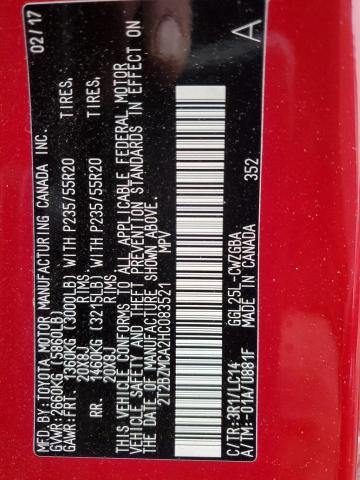 MFD. BY: TOYOTA MOTOR MANUFACTURING CANADA INC. 02/17
GVWR: 2660KG (5865LB)
GAWR: FRT. 1360KG (3000LB) WITH P235/55R20 TIRES,
20X8J RIMS.
RR. 1460KG (3245LB) WITH P235/55R20 TIRES,
20X8J RIMS.
THIS VEHICLE CONFORMS TO ALL APPLICABLE FEDERAL MOTOR
VEHICLE SAFETY AND THEFT PREVENTION STANDARDS IN EFFECT ON
THE DATE OF MANUFACTURE SHOWN ABOVE.
2T2BZMCA2HC083521 MPV
352 A
C/TR: 3R1/LC14 GGL25L-CWZGBA
A/TM: -01A/U881F MADE IN CANADA